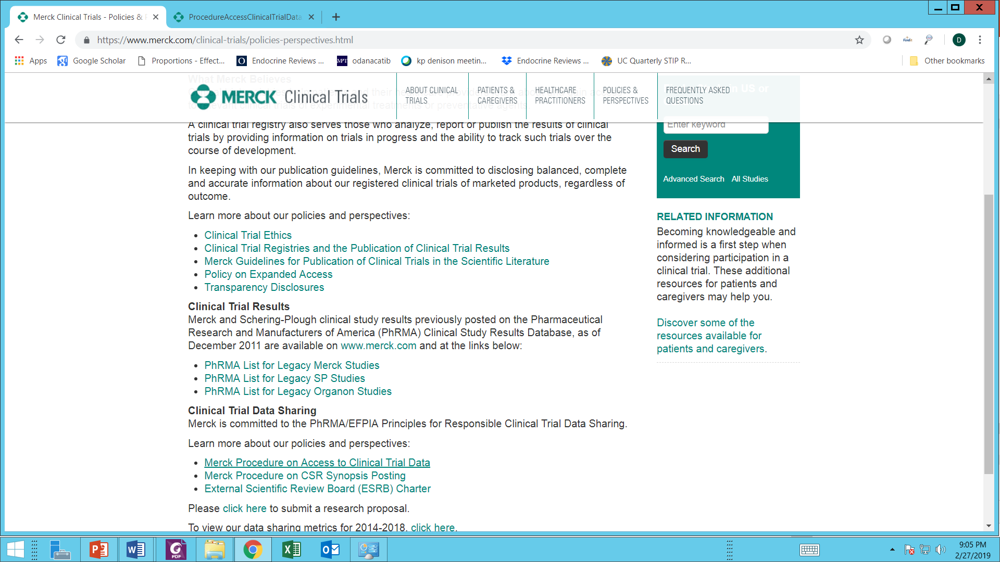 Merck Clinical Trials - Policies &
ProcedureAccessClinicalTrialData
https://www.merck.com/clinical-trials/policies-perspectives.html
Findit
D
Apps
Google Scholar
Proportions - Effect...
Endocrine Reviews ...
odanacatib
kp denison meetin...
Endocrine Reviews ...
UC Quarterly STIP R...
Other bookmarks
What Merck Believes
MERCK Clinical Trials
ABOUT CLINICAL
TRIALS
PATIENTS &
CAREGIVERS
HEALTHCARE
PRACTITIONERS
POLICIES &
PERSPECTIVES
FREQUENTLY ASKED
QUESTIONS
in US or
A clinical trial registry also serves those who analyze, report or publish the results of clinical
trials by providing information on trials in progress and the ability to track such trials over the
course of development.
In keeping with our publication guidelines, Merck is committed to disclosing balanced, complete
and accurate information about our registered clinical trials of marketed products, regardless of
outcome.
Learn more about our policies and perspectives:
• Clinical Trial Ethics
• Clinical Trial Registries and the Publication of Clinical Trial Results
• Merck Guidelines for Publication of Clinical Trials in the Scientific Literature
• Policy on Expanded Access
• Transparency Disclosures
Clinical Trial Results
Merck and Schering-Plough clinical study results previously posted on the Pharmaceutical
Research and Manufacturers of America (PhRMA) Clinical Study Results Database, as of
December 2011 are available on www.merck.com and at the links below:
• PhRMA List for Legacy Merck Studies
• PhRMA List for Legacy SP Studies
• PhRMA List for Legacy Organon Studies
Clinical Trial Data Sharing
Merck is committed to the PhRMA/EFPIA Principles for Responsible Clinical Trial Data Sharing.
Learn more about our policies and perspectives:
• Merck Procedure on Access to Clinical Trial Data
• Merck Procedure on CSR Synopsis Posting
• External Scientific Review Board (ESRB) Charter
Please click here to submit a research proposal.
To view our data sharing metrics for 2014-2018, click here.
Enter keyword
Search
Advanced Search All Studies
RELATED INFORMATION
Becoming knowledgeable and
informed is a first step when
considering participation in a
clinical trial. These additional
resources for patients and
caregivers may help you.
Discover some of the
resources available for
patients and caregivers.
9:05 PM
2/27/2019